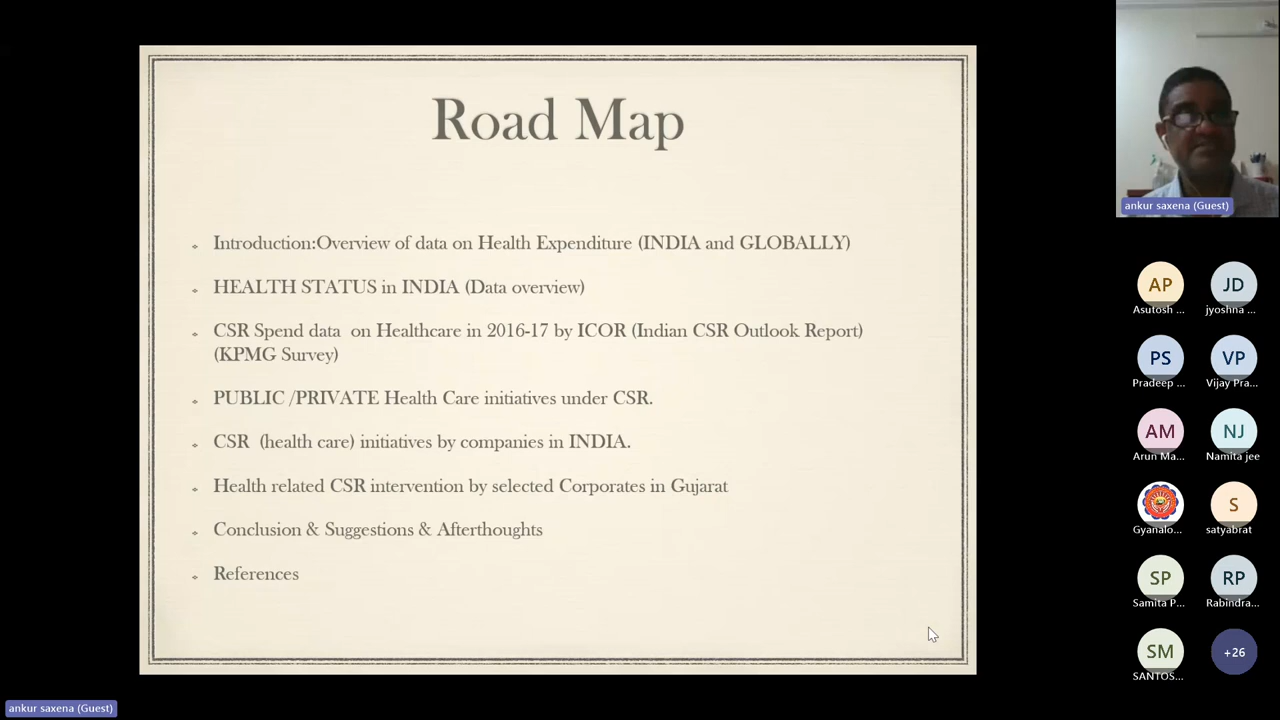 Road Map
Introduction:Overview of data on Health Expenditure (INDIA and GLOBALLY)
HEALTH STATUS in INDIA (Data overview)
CSR Spend data on Healthcare in 2016-17 by ICOR (Indian CSR Outlook Report)
(KPMG Survey)
PUBLIC /PRIVATE Health Care initiatives under CSR.
CSR (health care) initiatives by companies in INDIA.
Health related CSR intervention by selected Corporates in Gujarat
Conclusion & Suggestions & Afterthoughts
References
ankur saxena (Guest)
AP
JD
Asutosh ...
jyoshna ...
PS
VP
Pradeep ...
Vijay Pra...
AM
NJ
Arun Ma...
Namita jee
S
Gyanalo...
satyabrat
SP
RP
Samita P...
Rabindra...
SM
+26
SANTOS...
ankur saxena (Guest)